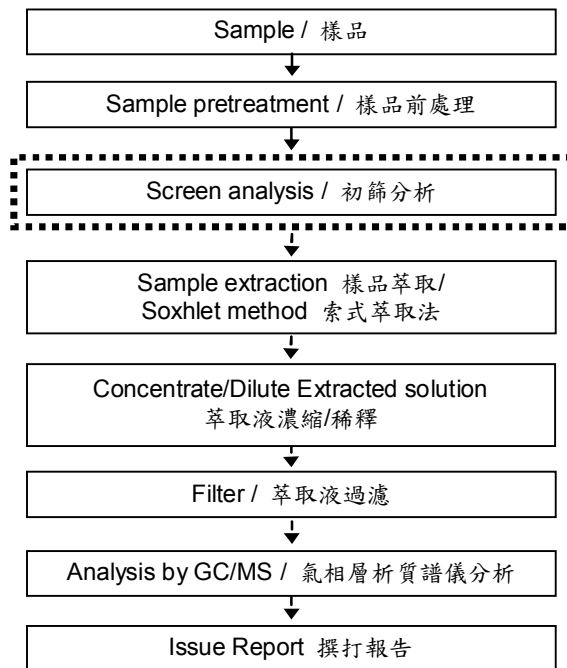 Sample / 樣品
Sample pretreatment / 樣品前處理
Screen analysis / 初篩分析
Sample extraction 樣品萃取/
Soxhlet method 索式萃取法
Concentrate/Dilute Extracted solution
萃取液濃縮/稀釋
Filter / 萃取液過濾
Analysis by GC/MS / 氣相層析質譜儀分析
Issue Report 撰打報告